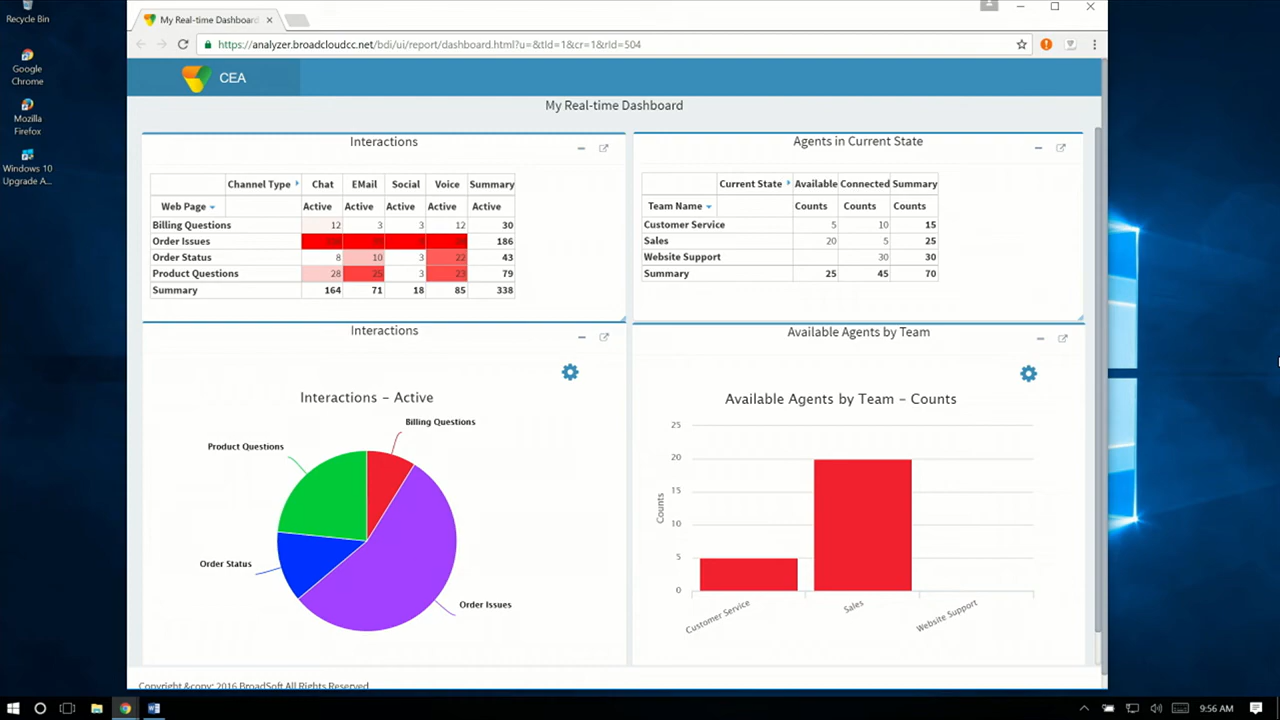 Recycle Bin
Google
Chrome
Mozilla
Firefox
Windows 10
Upgrade A...
My Real-time Dashboard
https://analyzer.broadcloudcc.net/bdi/ui/report/dashboard.html?u=&tId=1&cr=1&rId=504
CEA
My Real-time Dashboard
Interactions
Channel Type Chat EMail Social Voice Summary
Web Page Active Active Active Active Active
Billing Questions 12 3 3 12 30
Order Issues 186
Order Status 8 10 3 22 43
Product Questions 28 25 3 23 79
Summary 164 71 18 85 338
Agents in Current State
Current State Available Connected Summary
Team Name Counts Counts Counts
Customer Service 5 10 15
Sales 20 5 25
Website Support 30 30
Summary 25 45 70
Interactions
Interactions - Active
Billing Questions
Product Questions
Order Status
Order Issues
Available Agents by Team
Available Agents by Team - Counts
25
20
15
10
5
0
Counts
Customer Service
Sales
Website Support
Copyright &copy; 2016 BroadSoft All Rights Reserved
9:56 AM